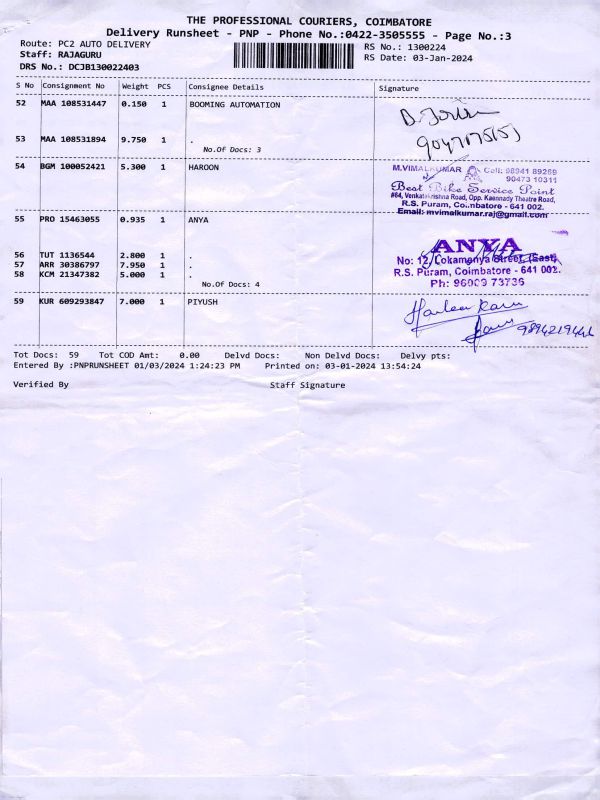 THE PROFESSIONAL COURIERS, COIMBATORE
Delivery Runsheet - PNP - Phone No.:0422-3505555 - Page No.:3
Route: PC2 AUTO DELIVERY RS No.: 1300224
Staff: RAJAGURU RS Date: 03-Jan-2024
DRS No.: DCJB130022403
S No Consignment No Weight PCS Consignee Details Signature
52 MAA 108531447 0.150 1 BOOMING AUTOMATION
53 MAA 108531894 9.750 1 .
No.Of Docs: 3
54 BGM 100052421 5.300 1 HAROON
M.VIMALKUMAR Cell: 98941 89269
90473 10311
Best Bike Service Point
#64, Venkatakrishna Road, Opp. Kaennady Theatre Road,
R.S. Puram, Coimbatore - 641 002.
Email: mvimalkumar.raj@gmail.com
55 PRO 15463055 0.935 1 ANYA
ANYA
No: 12, Lokamanya Street (East)
R.S. Puram, Coimbatore - 641 002.
Ph: 96009 73736
56 TUT 1136544 2.800 1 .
57 ARR 30386797 7.950 1 .
58 KCM 21347382 5.000 1 .
No.Of Docs: 4
59 KUR 609293847 7.000 1 PIYUSH
9894219441
Tot Docs: 59 Tot COD Amt: 0.00 Delvd Docs: Non Delvd Docs: Delvy pts:
Entered By :PNPRUNSHEET 01/03/2024 1:24:23 PM Printed on: 03-01-2024 13:54:24
Verified By Staff Signature